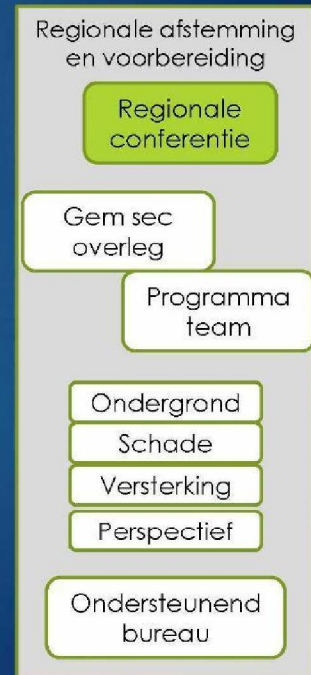 Regionale afstemming
en voorbereiding
Regionale
conferentie
Gem sec
overleg
Programma
team
Ondergrond
Schade
Versterking
Perspectief
Ondersteunend
bureau